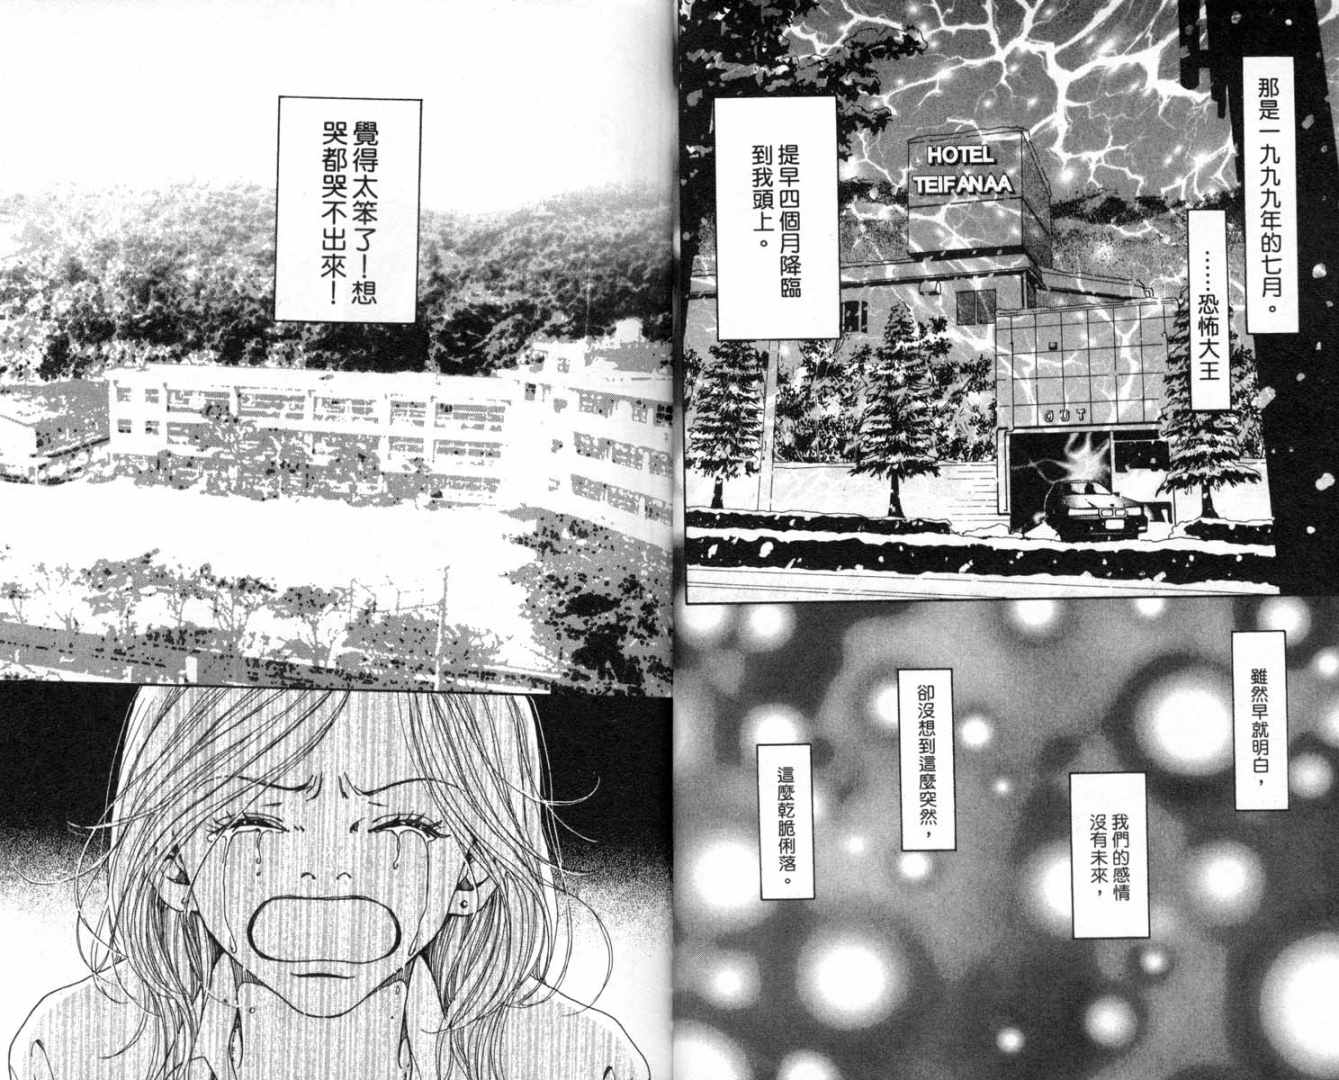 那是一九九九年的七月。
……恐怖大王
提早四個月降臨
到我頭上。
HOTEL
TEIFANAA
OUT
雖然早就明白，
我們的感情
沒有未來，
卻沒想到這麼突然，
這麼乾脆俐落。
覺得太笨了！想
哭都哭不出來！